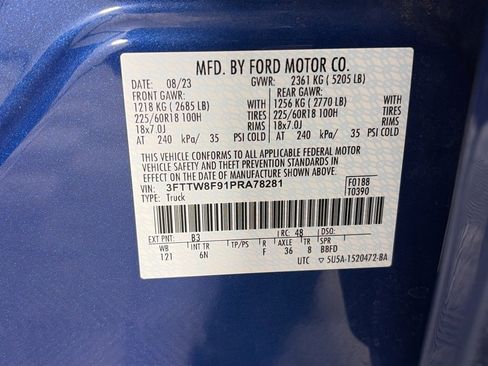 MFD. BY FORD MOTOR CO.
DATE: 08/23 GVWR: 2361 KG (5205 LB)
FRONT GAWR: REAR GAWR:
1218 KG (2685 LB) WITH 1256 KG (2770 LB) WITH
225/60R18 100H TIRES 225/60R18 100H TIRES
18x7.0J RIMS 18x7.0J RIMS
AT 240 kPa/ 35 PSI COLD AT 240 kPa/ 35 PSI COLD
THIS VEHICLE CONFORMS TO ALL APPLICABLE FEDERAL MOTOR
VEHICLE SAFETY AND THEFT PREVENTION STANDARDS IN
EFFECT ON THE DATE OF MANUFACTURE SHOWN ABOVE.
VIN: 3FTTW8F91PRA78281 F0188
TYPE: Truck T0390
EXT PNT: B3 RC: 48 DSO:
WB INT TR TP/PS R AXLE TR SPR
121 6N F 36 8 BBFD
UTC ▽5U5A-1520472-BA